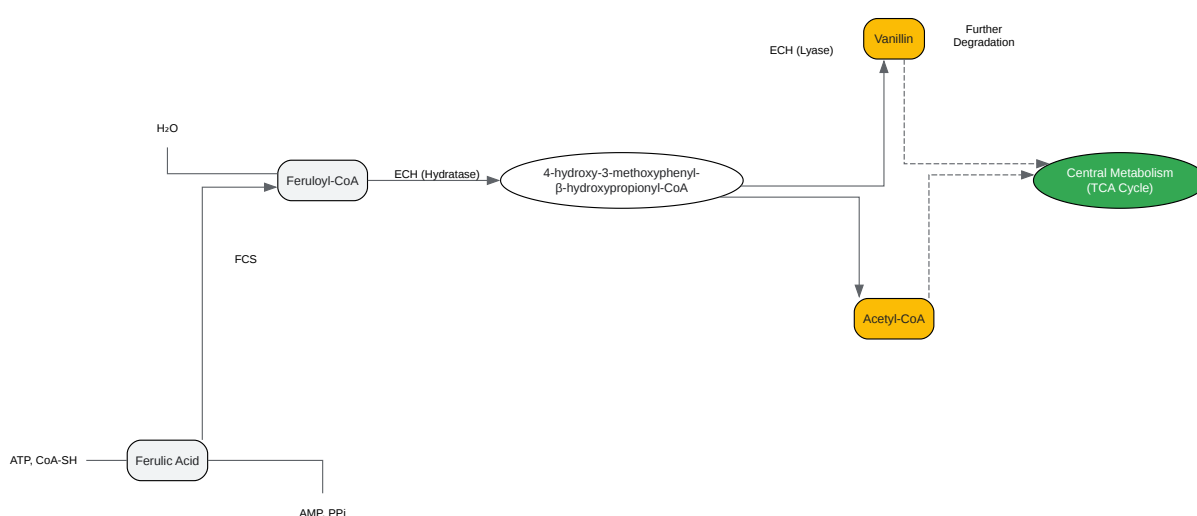 Vanillin
Further
Degradation
ECH (Lyase)
H₂O
Feruloyl-CoA
ECH (Hydratase)
4-hydroxy-3-methoxyphenyl-
β-hydroxypropionyl-CoA
Central Metabolism
(TCA Cycle)
FCS
Acetyl-CoA
ATP, CoA-SH
Ferulic Acid
AMP, PPi